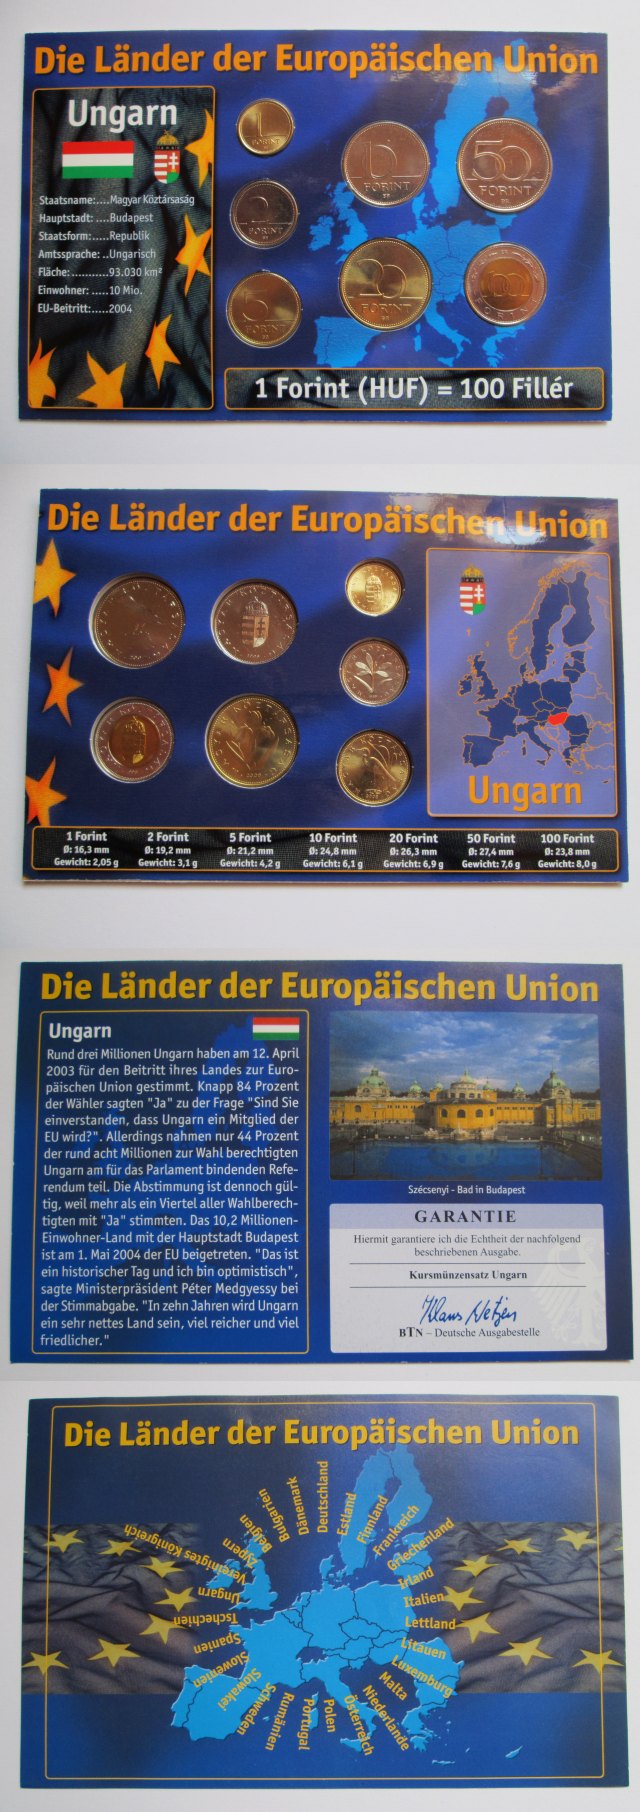 Die Länder der Europäischen Union
Ungarn
Staatsname:....Magyar Köztársaság
Hauptstadt: ....Budapest
Staatsform:.....Republik
Amtssprache: ..Ungarisch
Fläche:...........93.030 km²
Einwohner: .....10 Mio.
EU-Beitritt:.....2004
1
FORINT
2
FORINT
5
FORINT
10
FORINT
20
FORINT
50
FORINT
100
FORINT
1 Forint (HUF) = 100 Fillér
Die Länder der Europäischen Union
Ungarn
1 Forint
Ø: 16,3 mm
Gewicht: 2,05 g
2 Forint
Ø: 19,2 mm
Gewicht: 3,1 g
5 Forint
Ø: 21,2 mm
Gewicht: 4,2 g
10 Forint
Ø: 24,8 mm
Gewicht: 6,1 g
20 Forint
Ø: 26,3 mm
Gewicht: 6,9 g
50 Forint
Ø: 27,4 mm
Gewicht: 7,6 g
100 Forint
Ø: 23,8 mm
Gewicht: 8,0 g
Die Länder der Europäischen Union
Ungarn
Rund drei Millionen Ungarn haben am 12. April
2003 für den Beitritt ihres Landes zur Euro-
päischen Union gestimmt. Knapp 84 Prozent
der Wähler sagten "Ja" zu der Frage "Sind Sie
einverstanden, dass Ungarn ein Mitglied der
EU wird?". Allerdings nahmen nur 44 Prozent
der rund acht Millionen zur Wahl berechtigten
Ungarn am für das Parlament bindenden Refe-
rendum teil. Die Abstimmung ist dennoch gül-
tig, weil mehr als ein Viertel aller Wahlberech-
tigten mit "Ja" stimmten. Das 10,2 Millionen-
Einwohner-Land mit der Hauptstadt Budapest
ist am 1. Mai 2004 der EU beigetreten. "Das ist
ein historischer Tag und ich bin optimistisch",
sagte Ministerpräsident Péter Medgyessy bei
der Stimmabgabe. "In zehn Jahren wird Ungarn
ein sehr nettes Land sein, viel reicher und viel
friedlicher."
Szécsenyi - Bad in Budapest
GARANTIE
Hiermit garantiere ich die Echtheit der nachfolgend
beschriebenen Ausgabe.
Kursmünzensatz Ungarn
BTN – Deutsche Ausgabestelle
Die Länder der Europäischen Union
Belgien
Bulgarien
Dänemark
Deutschland
Estland
Finnland
Frankreich
Griechenland
Irland
Italien
Lettland
Litauen
Luxemburg
Malta
Niederlande
Österreich
Polen
Portugal
Rumänien
Schweden
Slowakei
Slowenien
Spanien
Tschechien
Ungarn
Vereinigtes Königreich
Zypern